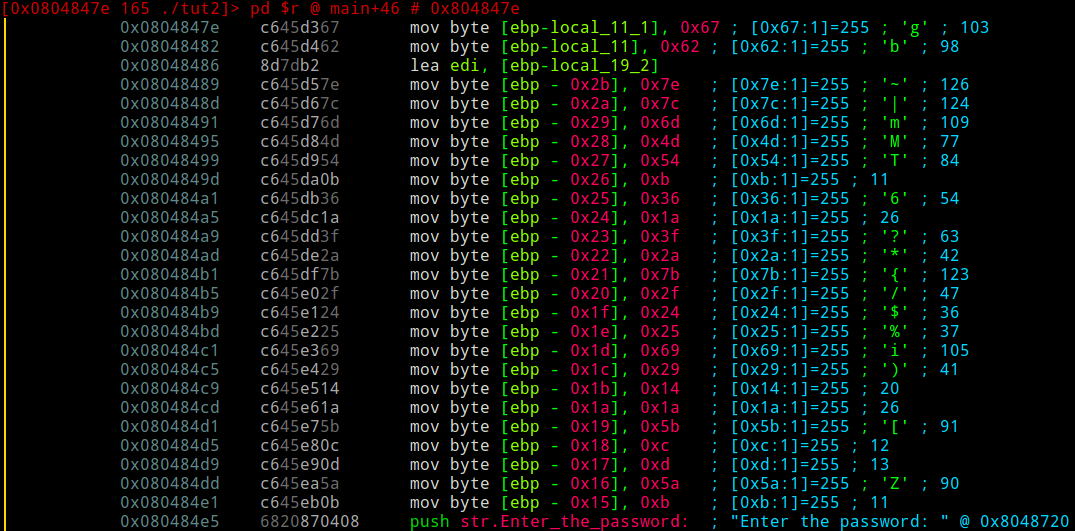 [0x0804847e 165 ./tut2]> pd $r @ main+46 # 0x804847e
0x0804847e c645d367 mov byte [ebp-local_11_1], 0x67 ; [0x67:1]=255 ; 'g' ; 103
0x08048482 c645d462 mov byte [ebp-local_11], 0x62 ; [0x62:1]=255 ; 'b' ; 98
0x08048486 8d7db2 lea edi, [ebp-local_19_2]
0x08048489 c645d57e mov byte [ebp - 0x2b], 0x7e ; [0x7e:1]=255 ; '~' ; 126
0x0804848d c645d67c mov byte [ebp - 0x2a], 0x7c ; [0x7c:1]=255 ; '|' ; 124
0x08048491 c645d76d mov byte [ebp - 0x29], 0x6d ; [0x6d:1]=255 ; 'm' ; 109
0x08048495 c645d84d mov byte [ebp - 0x28], 0x4d ; [0x4d:1]=255 ; 'M' ; 77
0x08048499 c645d954 mov byte [ebp - 0x27], 0x54 ; [0x54:1]=255 ; 'T' ; 84
0x0804849d c645da0b mov byte [ebp - 0x26], 0xb ; [0xb:1]=255 ; 11
0x080484a1 c645db36 mov byte [ebp - 0x25], 0x36 ; [0x36:1]=255 ; '6' ; 54
0x080484a5 c645dc1a mov byte [ebp - 0x24], 0x1a ; [0x1a:1]=255 ; 26
0x080484a9 c645dd3f mov byte [ebp - 0x23], 0x3f ; [0x3f:1]=255 ; '?' ; 63
0x080484ad c645de2a mov byte [ebp - 0x22], 0x2a ; [0x2a:1]=255 ; '*' ; 42
0x080484b1 c645df7b mov byte [ebp - 0x21], 0x7b ; [0x7b:1]=255 ; '{' ; 123
0x080484b5 c645e02f mov byte [ebp - 0x20], 0x2f ; [0x2f:1]=255 ; '/' ; 47
0x080484b9 c645e124 mov byte [ebp - 0x1f], 0x24 ; [0x24:1]=255 ; '$' ; 36
0x080484bd c645e225 mov byte [ebp - 0x1e], 0x25 ; [0x25:1]=255 ; '%' ; 37
0x080484c1 c645e369 mov byte [ebp - 0x1d], 0x69 ; [0x69:1]=255 ; 'i' ; 105
0x080484c5 c645e429 mov byte [ebp - 0x1c], 0x29 ; [0x29:1]=255 ; ')' ; 41
0x080484c9 c645e514 mov byte [ebp - 0x1b], 0x14 ; [0x14:1]=255 ; 20
0x080484cd c645e61a mov byte [ebp - 0x1a], 0x1a ; [0x1a:1]=255 ; 26
0x080484d1 c645e75b mov byte [ebp - 0x19], 0x5b ; [0x5b:1]=255 ; '[' ; 91
0x080484d5 c645e80c mov byte [ebp - 0x18], 0xc ; [0xc:1]=255 ; 12
0x080484d9 c645e90d mov byte [ebp - 0x17], 0xd ; [0xd:1]=255 ; 13
0x080484dd c645ea5a mov byte [ebp - 0x16], 0x5a ; [0x5a:1]=255 ; 'Z' ; 90
0x080484e1 c645eb0b mov byte [ebp - 0x15], 0xb ; [0xb:1]=255 ; 11
0x080484e5 6820870408 push str.Enter_the_password: ; "Enter the password: " @ 0x8048720